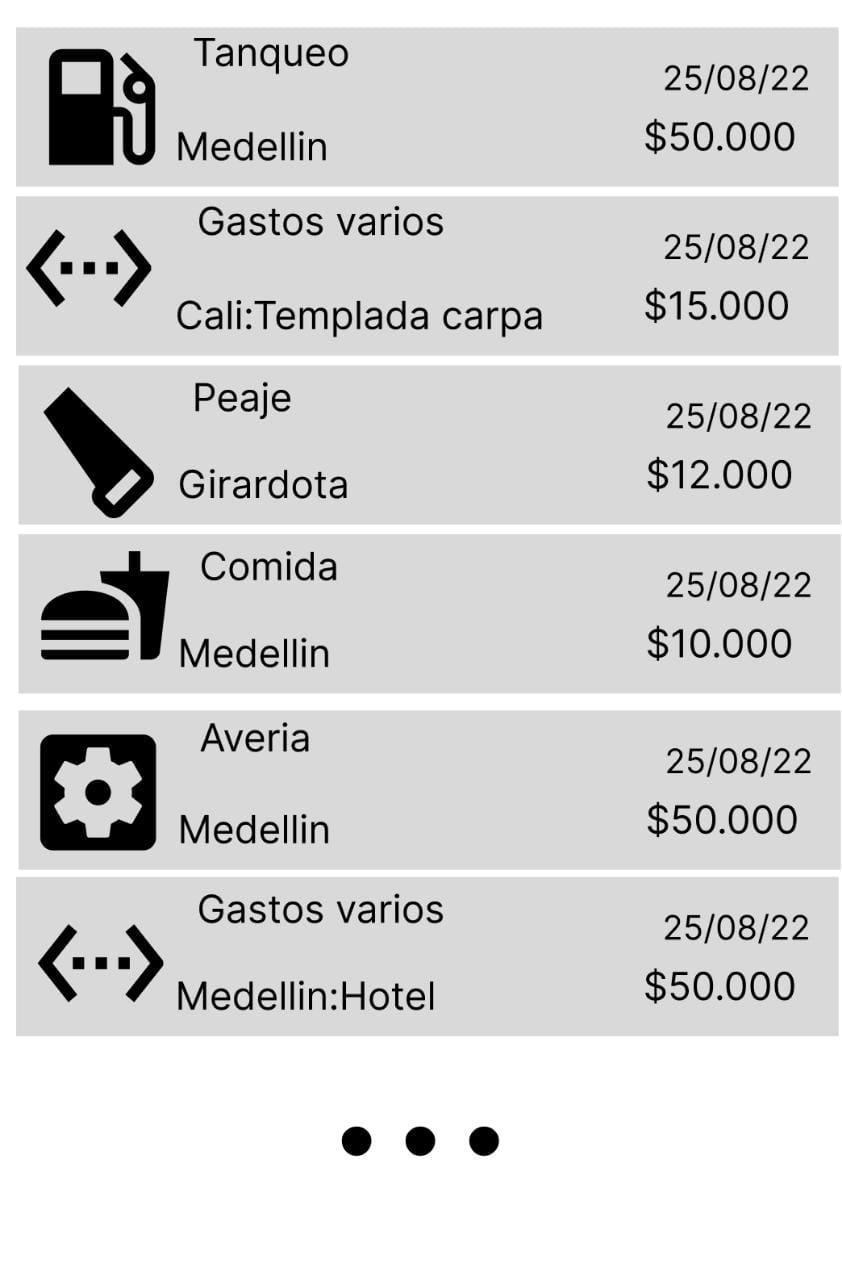 Tanqueo
25/08/22
Medellin
$50.000
Gastos varios
25/08/22
Cali:Templada carpa
$15.000
Peaje
25/08/22
Girardota
$12.000
Comida
25/08/22
Medellin
$10.000
Averia
25/08/22
Medellin
$50.000
Gastos varios
25/08/22
Medellin:Hotel
$50.000